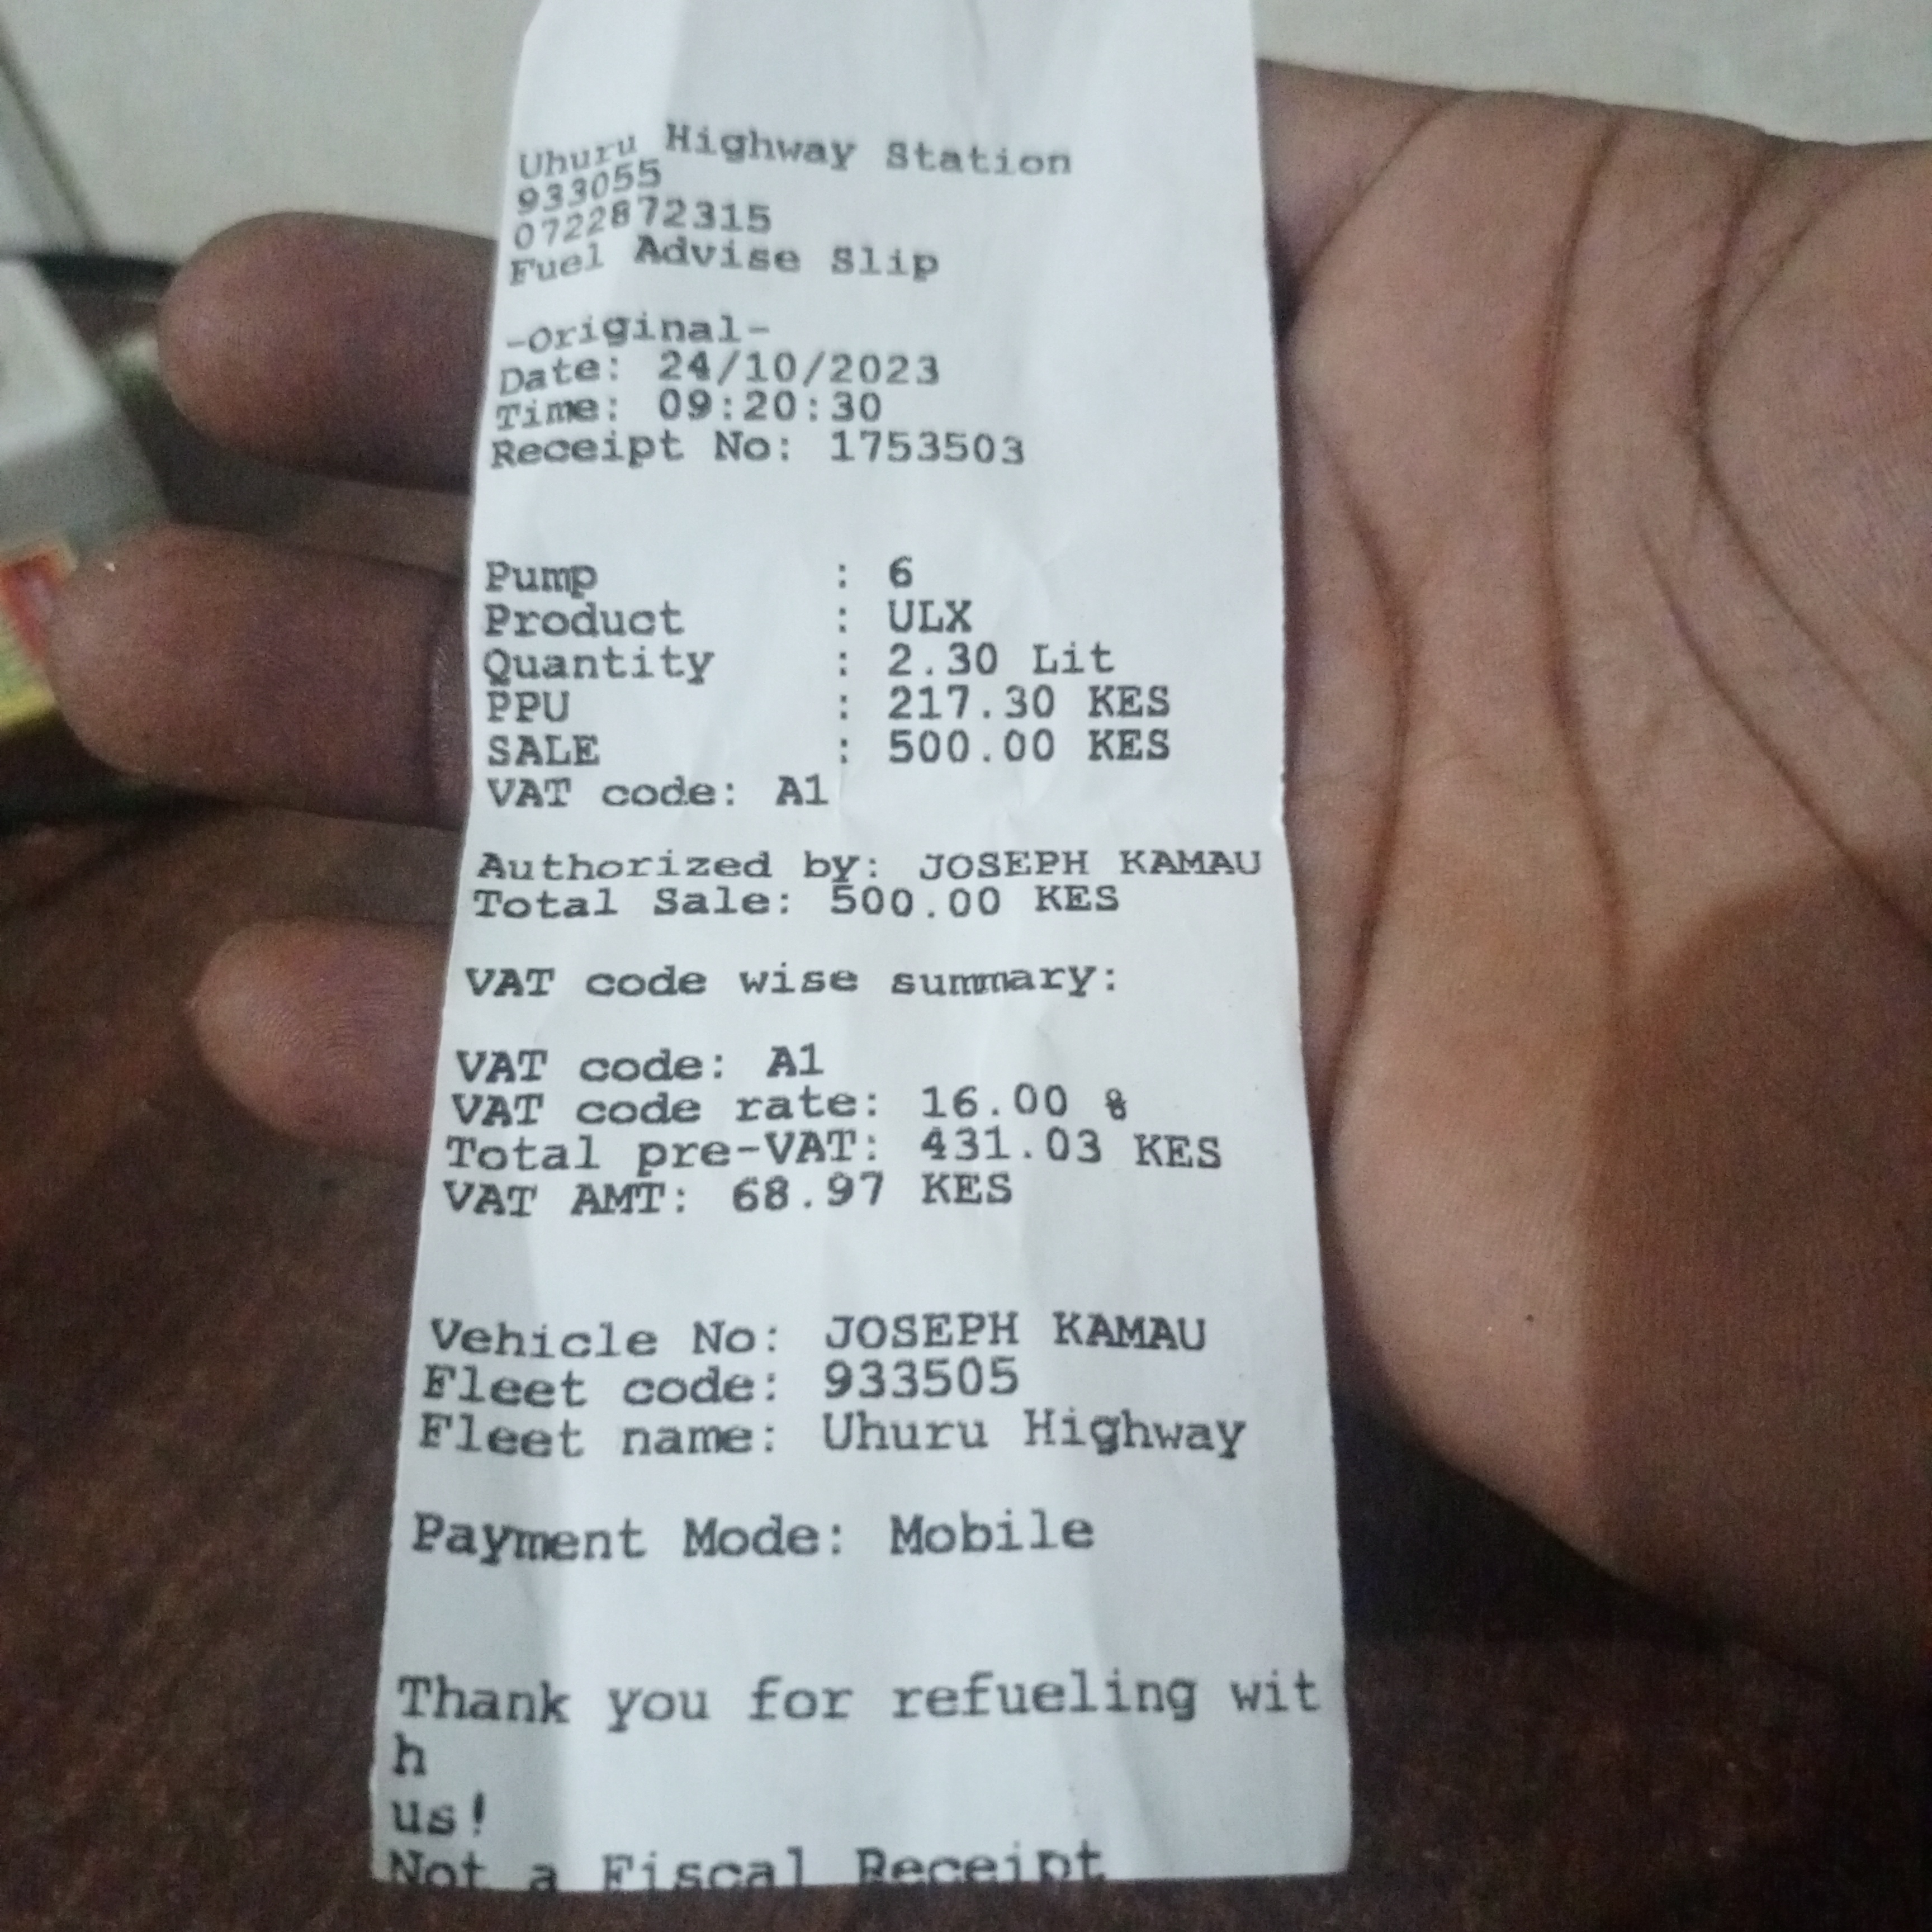 Uhuru Highway Station
933055
0722872315
Fuel Advise Slip
-Original-
Date: 24/10/2023
Time: 09:20:30
Receipt No: 1753503
Pump : 6
Product : ULX
Quantity : 2.30 Lit
PPU : 217.30 KES
SALE : 500.00 KES
VAT code: A1
Authorized by: JOSEPH KAMAU
Total Sale: 500.00 KES
VAT code wise summary:
VAT code: A1
VAT code rate: 16.00 %
Total pre-VAT: 431.03 KES
VAT AMT: 68.97 KES
Vehicle No: JOSEPH KAMAU
Fleet code: 933505
Fleet name: Uhuru Highway
Payment Mode: Mobile
Thank you for refueling wit
h
us!
Not a Fiscal Receipt